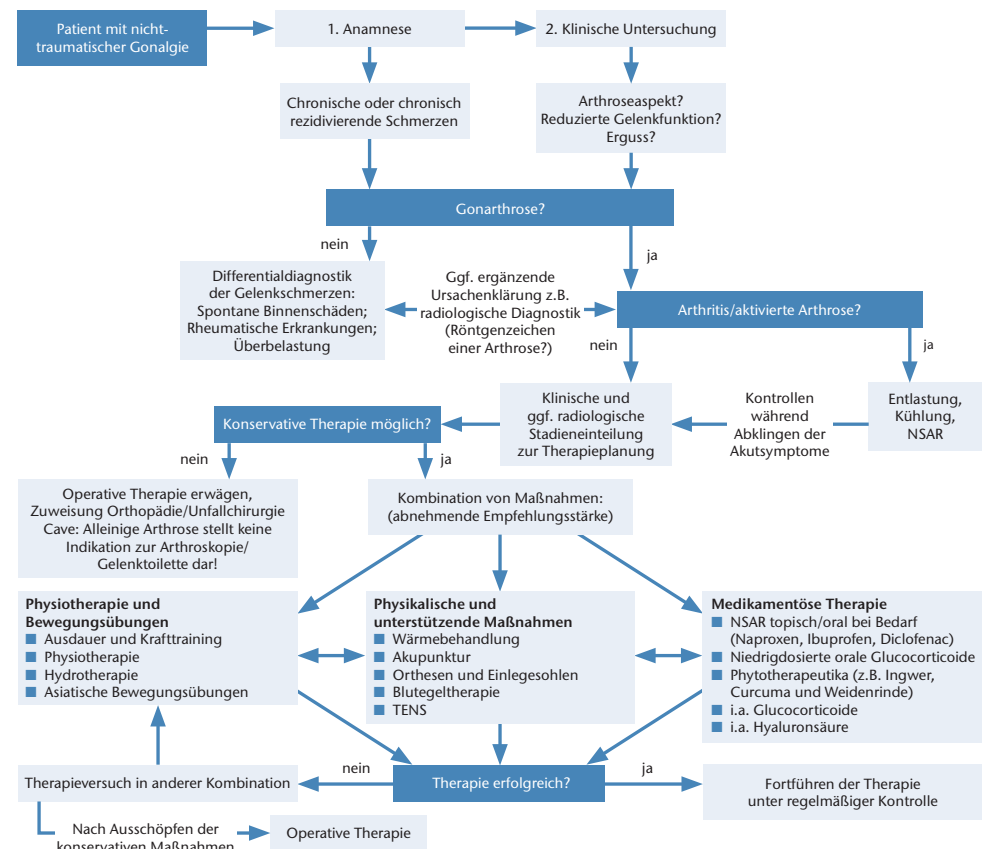 Patient mit nicht-
traumatischer Gonalgie
1. Anamnese
2. Klinische Untersuchung
Chronische oder chronisch
rezidivierende Schmerzen
Arthroseaspekt?
Reduzierte Gelenkfunktion?
Erguss?
Gonarthrose?
nein
ja
Differentialdiagnostik
der Gelenkschmerzen:
Spontane Binnenschäden;
Rheumatische Erkrankungen;
Überbelastung
Ggf. ergänzende
Ursachenklärung z.B.
radiologische Diagnostik
(Röntgenzeichen
einer Arthrose?)
Arthritis/aktivierte Arthrose?
nein
ja
Klinische und
ggf. radiologische
Stadieneinteilung
zur Therapieplanung
Kontrollen
während
Abklingen der
Akutsymptome
Entlastung,
Kühlung,
NSAR
Konservative Therapie möglich?
nein
ja
Operative Therapie erwägen,
Zuweisung Orthopädie/Unfallchirurgie
Cave: Alleinige Arthrose stellt keine
Indikation zur Arthroskopie/
Gelenktoilette dar!
Kombination von Maßnahmen:
(abnehmende Empfehlungsstärke)
Physiotherapie und
Bewegungsübungen
■ Ausdauer und Krafttraining
■ Physiotherapie
■ Hydrotherapie
■ Asiatische Bewegungsübungen
Physikalische und
unterstützende Maßnahmen
■ Wärmebehandlung
■ Akupunktur
■ Orthesen und Einlegesohlen
■ Blutegeltherapie
■ TENS
Medikamentöse Therapie
■ NSAR topisch/oral bei Bedarf
(Naproxen, Ibuprofen, Diclofenac)
■ Niedrigdosierte orale Glucocorticoide
■ Phytotherapeutika (z.B. Ingwer,
Curcuma und Weidenrinde)
■ i.a. Glucocorticoide
■ i.a. Hyaluronsäure
Therapieversuch in anderer Kombination
nein
Therapie erfolgreich?
ja
Fortführen der Therapie
unter regelmäßiger Kontrolle
Nach Ausschöpfen der
konservativen Maßnahmen
Operative Therapie